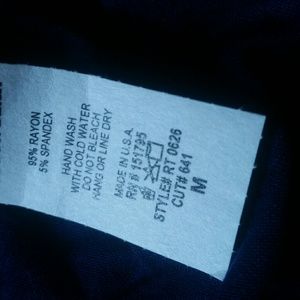 95% RAYON
5% SPANDEX
HAND WASH
WITH COLD WATER
DO NOT BLEACH
HANG OR LINE DRY
MADE IN U.S.A.
RN # 151795
STYLE# RT 0626
CUT# 641
M